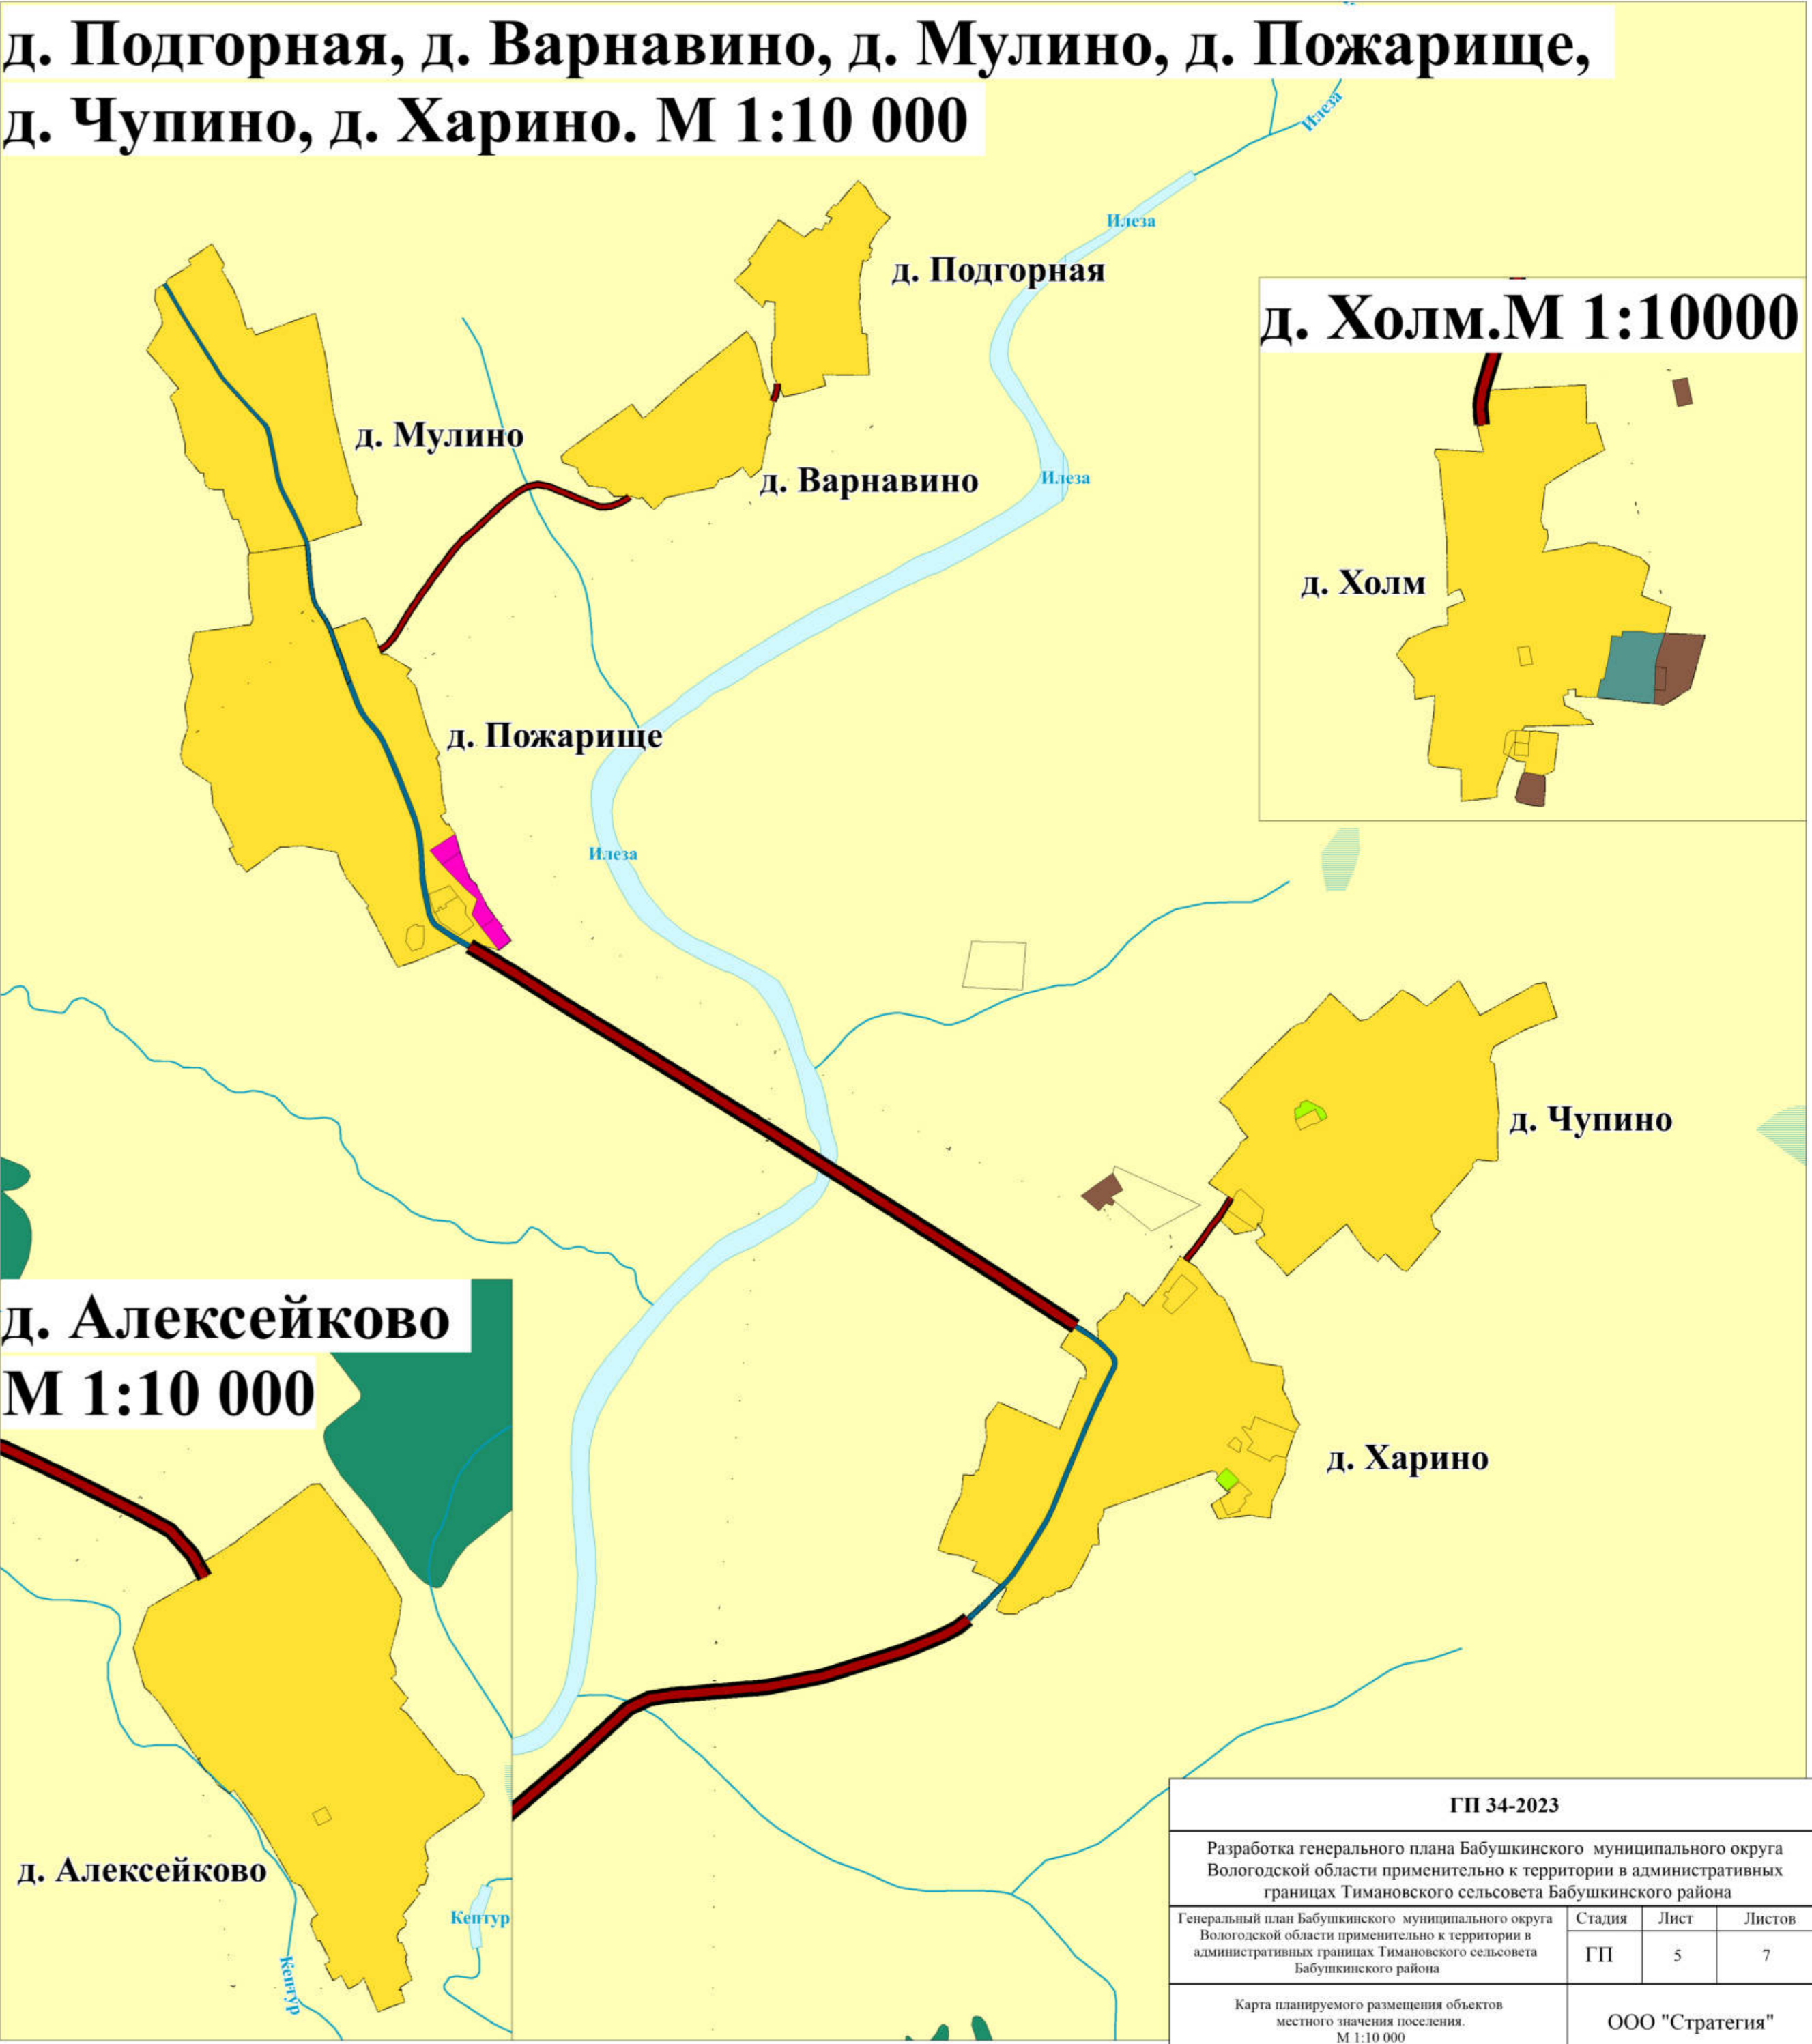 д. Подгорная, д. Варнавино, д. Мулино, д. Пожарище,
д. Чупино, д. Харино. М 1:10 000
Илеза
Илеза
д. Подгорная
д. Холм.М 1:10000
д. Мулино
д. Варнавино
Илеза
д. Холм
д. Пожарище
Илеза
д. Чупино
д. Алексейково
М 1:10 000
д. Харино
д. Алексейково
Кептур
Кептур
ГП 34-2023
Разработка генерального плана Бабушкинского муниципального округа
Вологодской области применительно к территории в административных
границах Тимановского сельсовета Бабушкинского района
Генеральный план Бабушкинского муниципального округа
Вологодской области применительно к территории в
административных границах Тимановского сельсовета
Бабушкинского района
Стадия Лист Листов
ГП 5 7
Карта планируемого размещения объектов
местного значения поселения.
М 1:10 000
ООО "Стратегия"